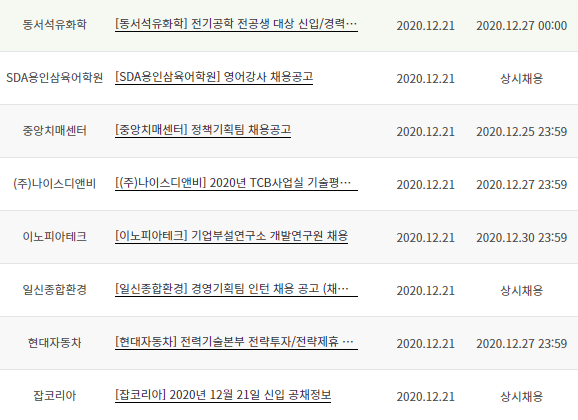 동서석유화학 [동서석유화학] 전기공학 전공생 대상 신입/경력… 2020.12.21 2020.12.27 00:00
SDA용인삼육어학원 [SDA용인삼육어학원] 영어강사 채용공고 2020.12.21 상시채용
중앙치매센터 [중앙치매센터] 정책기획팀 채용공고 2020.12.21 2020.12.25 23:59
(주)나이스디앤비 [(주)나이스디앤비] 2020년 TCB사업실 기술평… 2020.12.21 2020.12.27 23:59
이노피아테크 [이노피아테크] 기업부설연구소 개발연구원 채용 2020.12.21 2020.12.30 23:59
일신종합환경 [일신종합환경] 경영기획팀 인턴 채용 공고 (채… 2020.12.21 상시채용
현대자동차 [현대자동차] 전력기술본부 전략투자/전략제휴 … 2020.12.21 2020.12.27 23:59
잡코리아 [잡코리아] 2020년 12월 21일 신입 공채정보 2020.12.21 상시채용